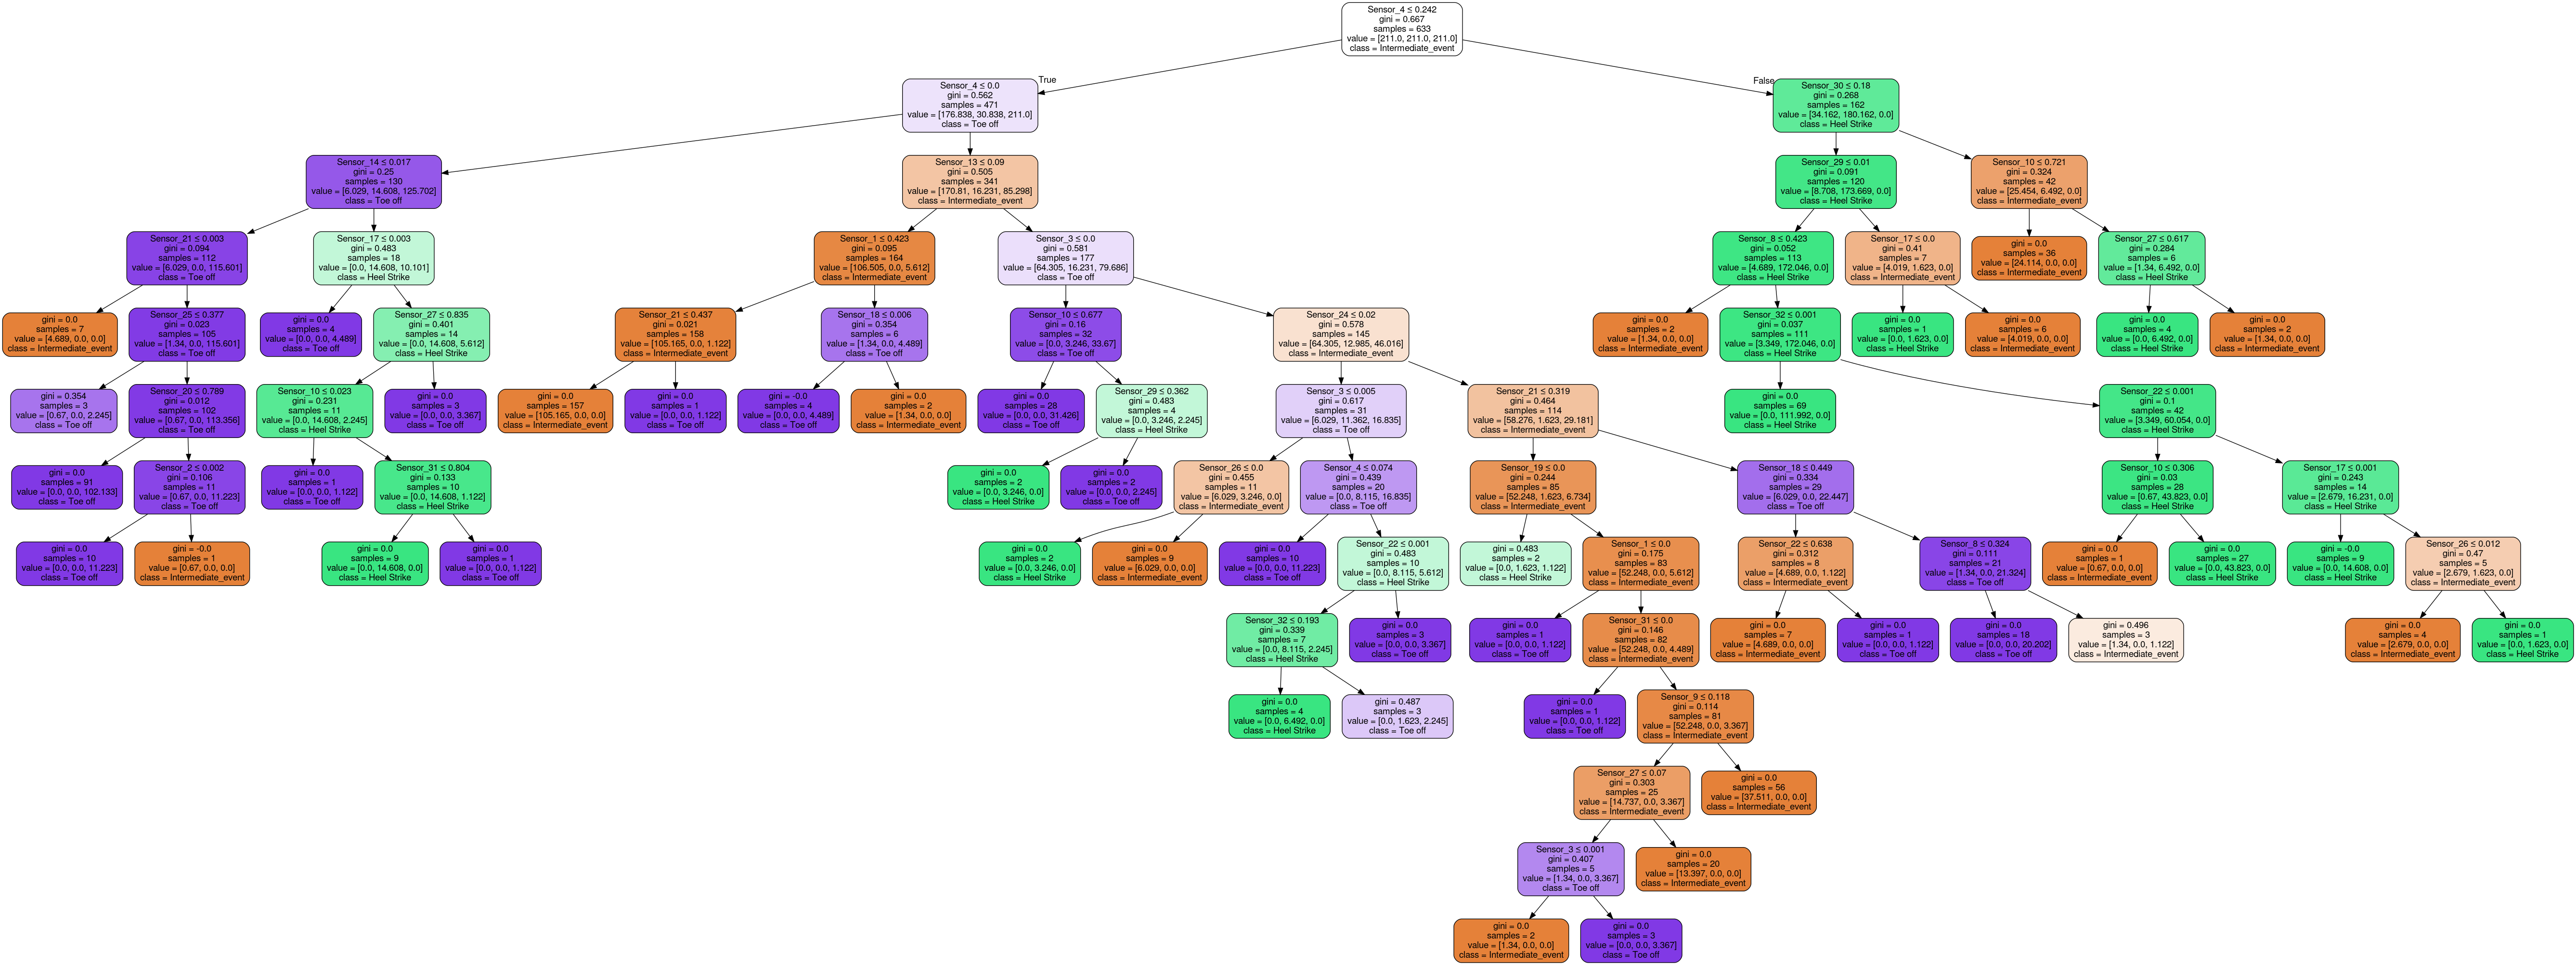 Sensor_4 ≤ 0.242
gini = 0.667
samples = 633
value = [211.0, 211.0, 211.0]
class = Intermediate_event
True
False
Sensor_4 ≤ 0.0
gini = 0.562
samples = 471
value = [176.838, 30.838, 211.0]
class = Toe off
Sensor_30 ≤ 0.18
gini = 0.268
samples = 162
value = [34.162, 180.162, 0.0]
class = Heel Strike
Sensor_14 ≤ 0.017
gini = 0.25
samples = 130
value = [6.029, 14.608, 125.702]
class = Toe off
Sensor_13 ≤ 0.09
gini = 0.505
samples = 341
value = [170.81, 16.231, 85.298]
class = Intermediate_event
Sensor_29 ≤ 0.01
gini = 0.091
samples = 120
value = [8.708, 173.669, 0.0]
class = Heel Strike
Sensor_10 ≤ 0.721
gini = 0.324
samples = 42
value = [25.454, 6.492, 0.0]
class = Intermediate_event
Sensor_21 ≤ 0.003
gini = 0.094
samples = 112
value = [6.029, 0.0, 115.601]
class = Toe off
Sensor_17 ≤ 0.003
gini = 0.483
samples = 18
value = [0.0, 14.608, 10.101]
class = Heel Strike
Sensor_1 ≤ 0.423
gini = 0.095
samples = 164
value = [106.505, 0.0, 5.612]
class = Intermediate_event
Sensor_3 ≤ 0.0
gini = 0.581
samples = 177
value = [64.305, 16.231, 79.686]
class = Toe off
Sensor_8 ≤ 0.423
gini = 0.052
samples = 113
value = [4.689, 172.046, 0.0]
class = Heel Strike
Sensor_17 ≤ 0.0
gini = 0.41
samples = 7
value = [4.019, 1.623, 0.0]
class = Intermediate_event
gini = 0.0
samples = 36
value = [24.114, 0.0, 0.0]
class = Intermediate_event
Sensor_27 ≤ 0.617
gini = 0.284
samples = 6
value = [1.34, 6.492, 0.0]
class = Heel Strike
gini = 0.0
samples = 7
value = [4.689, 0.0, 0.0]
class = Intermediate_event
Sensor_25 ≤ 0.377
gini = 0.023
samples = 105
value = [1.34, 0.0, 115.601]
class = Toe off
gini = 0.0
samples = 4
value = [0.0, 0.0, 4.489]
class = Toe off
Sensor_27 ≤ 0.835
gini = 0.401
samples = 14
value = [0.0, 14.608, 5.612]
class = Heel Strike
Sensor_21 ≤ 0.437
gini = 0.021
samples = 158
value = [105.165, 0.0, 1.122]
class = Intermediate_event
Sensor_18 ≤ 0.006
gini = 0.354
samples = 6
value = [1.34, 0.0, 4.489]
class = Toe off
Sensor_10 ≤ 0.677
gini = 0.16
samples = 32
value = [0.0, 3.246, 33.67]
class = Toe off
Sensor_24 ≤ 0.02
gini = 0.578
samples = 145
value = [64.305, 12.985, 46.016]
class = Intermediate_event
gini = 0.0
samples = 2
value = [1.34, 0.0, 0.0]
class = Intermediate_event
Sensor_32 ≤ 0.001
gini = 0.037
samples = 111
value = [3.349, 172.046, 0.0]
class = Heel Strike
gini = 0.0
samples = 1
value = [0.0, 1.623, 0.0]
class = Heel Strike
gini = 0.0
samples = 6
value = [4.019, 0.0, 0.0]
class = Intermediate_event
gini = 0.0
samples = 4
value = [0.0, 6.492, 0.0]
class = Heel Strike
gini = 0.0
samples = 2
value = [1.34, 0.0, 0.0]
class = Intermediate_event
gini = 0.354
samples = 3
value = [0.67, 0.0, 2.245]
class = Toe off
Sensor_20 ≤ 0.789
gini = 0.012
samples = 102
value = [0.67, 0.0, 113.356]
class = Toe off
Sensor_10 ≤ 0.023
gini = 0.231
samples = 11
value = [0.0, 14.608, 2.245]
class = Heel Strike
gini = 0.0
samples = 3
value = [0.0, 0.0, 3.367]
class = Toe off
gini = 0.0
samples = 157
value = [105.165, 0.0, 0.0]
class = Intermediate_event
gini = 0.0
samples = 1
value = [0.0, 0.0, 1.122]
class = Toe off
gini = -0.0
samples = 4
value = [0.0, 0.0, 4.489]
class = Toe off
gini = 0.0
samples = 2
value = [1.34, 0.0, 0.0]
class = Intermediate_event
gini = 0.0
samples = 28
value = [0.0, 0.0, 31.426]
class = Toe off
Sensor_29 ≤ 0.362
gini = 0.483
samples = 4
value = [0.0, 3.246, 2.245]
class = Heel Strike
Sensor_3 ≤ 0.005
gini = 0.617
samples = 31
value = [6.029, 11.362, 16.835]
class = Toe off
Sensor_21 ≤ 0.319
gini = 0.464
samples = 114
value = [58.276, 1.623, 29.181]
class = Intermediate_event
gini = 0.0
samples = 69
value = [0.0, 111.992, 0.0]
class = Heel Strike
Sensor_22 ≤ 0.001
gini = 0.1
samples = 42
value = [3.349, 60.054, 0.0]
class = Heel Strike
gini = 0.0
samples = 91
value = [0.0, 0.0, 102.133]
class = Toe off
Sensor_2 ≤ 0.002
gini = 0.106
samples = 11
value = [0.67, 0.0, 11.223]
class = Toe off
gini = 0.0
samples = 1
value = [0.0, 0.0, 1.122]
class = Toe off
Sensor_31 ≤ 0.804
gini = 0.133
samples = 10
value = [0.0, 14.608, 1.122]
class = Heel Strike
gini = 0.0
samples = 2
value = [0.0, 3.246, 0.0]
class = Heel Strike
gini = 0.0
samples = 2
value = [0.0, 0.0, 2.245]
class = Toe off
Sensor_26 ≤ 0.0
gini = 0.455
samples = 11
value = [6.029, 3.246, 0.0]
class = Intermediate_event
Sensor_4 ≤ 0.074
gini = 0.439
samples = 20
value = [0.0, 8.115, 16.835]
class = Toe off
Sensor_19 ≤ 0.0
gini = 0.244
samples = 85
value = [52.248, 1.623, 6.734]
class = Intermediate_event
Sensor_18 ≤ 0.449
gini = 0.334
samples = 29
value = [6.029, 0.0, 22.447]
class = Toe off
Sensor_10 ≤ 0.306
gini = 0.03
samples = 28
value = [0.67, 43.823, 0.0]
class = Heel Strike
Sensor_17 ≤ 0.001
gini = 0.243
samples = 14
value = [2.679, 16.231, 0.0]
class = Heel Strike
gini = 0.0
samples = 10
value = [0.0, 0.0, 11.223]
class = Toe off
gini = -0.0
samples = 1
value = [0.67, 0.0, 0.0]
class = Intermediate_event
gini = 0.0
samples = 9
value = [0.0, 14.608, 0.0]
class = Heel Strike
gini = 0.0
samples = 1
value = [0.0, 0.0, 1.122]
class = Toe off
gini = 0.0
samples = 2
value = [0.0, 3.246, 0.0]
class = Heel Strike
gini = 0.0
samples = 9
value = [6.029, 0.0, 0.0]
class = Intermediate_event
gini = 0.0
samples = 10
value = [0.0, 0.0, 11.223]
class = Toe off
Sensor_22 ≤ 0.001
gini = 0.483
samples = 10
value = [0.0, 8.115, 5.612]
class = Heel Strike
gini = 0.483
samples = 2
value = [0.0, 1.623, 1.122]
class = Heel Strike
Sensor_1 ≤ 0.0
gini = 0.175
samples = 83
value = [52.248, 0.0, 5.612]
class = Intermediate_event
Sensor_22 ≤ 0.638
gini = 0.312
samples = 8
value = [4.689, 0.0, 1.122]
class = Intermediate_event
Sensor_8 ≤ 0.324
gini = 0.111
samples = 21
value = [1.34, 0.0, 21.324]
class = Toe off
gini = 0.0
samples = 1
value = [0.67, 0.0, 0.0]
class = Intermediate_event
gini = 0.0
samples = 27
value = [0.0, 43.823, 0.0]
class = Heel Strike
gini = -0.0
samples = 9
value = [0.0, 14.608, 0.0]
class = Heel Strike
Sensor_26 ≤ 0.012
gini = 0.47
samples = 5
value = [2.679, 1.623, 0.0]
class = Intermediate_event
Sensor_32 ≤ 0.193
gini = 0.339
samples = 7
value = [0.0, 8.115, 2.245]
class = Heel Strike
gini = 0.0
samples = 3
value = [0.0, 0.0, 3.367]
class = Toe off
gini = 0.0
samples = 1
value = [0.0, 0.0, 1.122]
class = Toe off
Sensor_31 ≤ 0.0
gini = 0.146
samples = 82
value = [52.248, 0.0, 4.489]
class = Intermediate_event
gini = 0.0
samples = 7
value = [4.689, 0.0, 0.0]
class = Intermediate_event
gini = 0.0
samples = 1
value = [0.0, 0.0, 1.122]
class = Toe off
gini = 0.0
samples = 18
value = [0.0, 0.0, 20.202]
class = Toe off
gini = 0.496
samples = 3
value = [1.34, 0.0, 1.122]
class = Intermediate_event
gini = 0.0
samples = 4
value = [2.679, 0.0, 0.0]
class = Intermediate_event
gini = 0.0
samples = 1
value = [0.0, 1.623, 0.0]
class = Heel Strike
gini = 0.0
samples = 4
value = [0.0, 6.492, 0.0]
class = Heel Strike
gini = 0.487
samples = 3
value = [0.0, 1.623, 2.245]
class = Toe off
gini = 0.0
samples = 1
value = [0.0, 0.0, 1.122]
class = Toe off
Sensor_9 ≤ 0.118
gini = 0.114
samples = 81
value = [52.248, 0.0, 3.367]
class = Intermediate_event
Sensor_27 ≤ 0.07
gini = 0.303
samples = 25
value = [14.737, 0.0, 3.367]
class = Intermediate_event
gini = 0.0
samples = 56
value = [37.511, 0.0, 0.0]
class = Intermediate_event
Sensor_3 ≤ 0.001
gini = 0.407
samples = 5
value = [1.34, 0.0, 3.367]
class = Toe off
gini = 0.0
samples = 20
value = [13.397, 0.0, 0.0]
class = Intermediate_event
gini = 0.0
samples = 2
value = [1.34, 0.0, 0.0]
class = Intermediate_event
gini = 0.0
samples = 3
value = [0.0, 0.0, 3.367]
class = Toe off